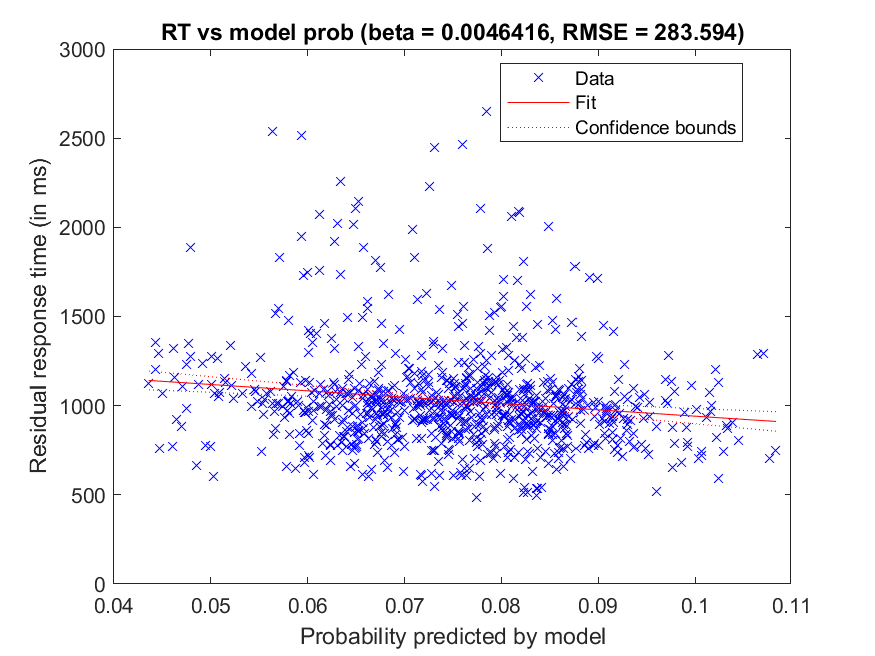 RT vs model prob (beta = 0.0046416, RMSE = 283.594)
3000
2500
2000
1500
1000
500
0
Residual response time (in ms)
Data
Fit
Confidence bounds
0.04 0.05 0.06 0.07 0.08 0.09 0.1 0.11
Probability predicted by model